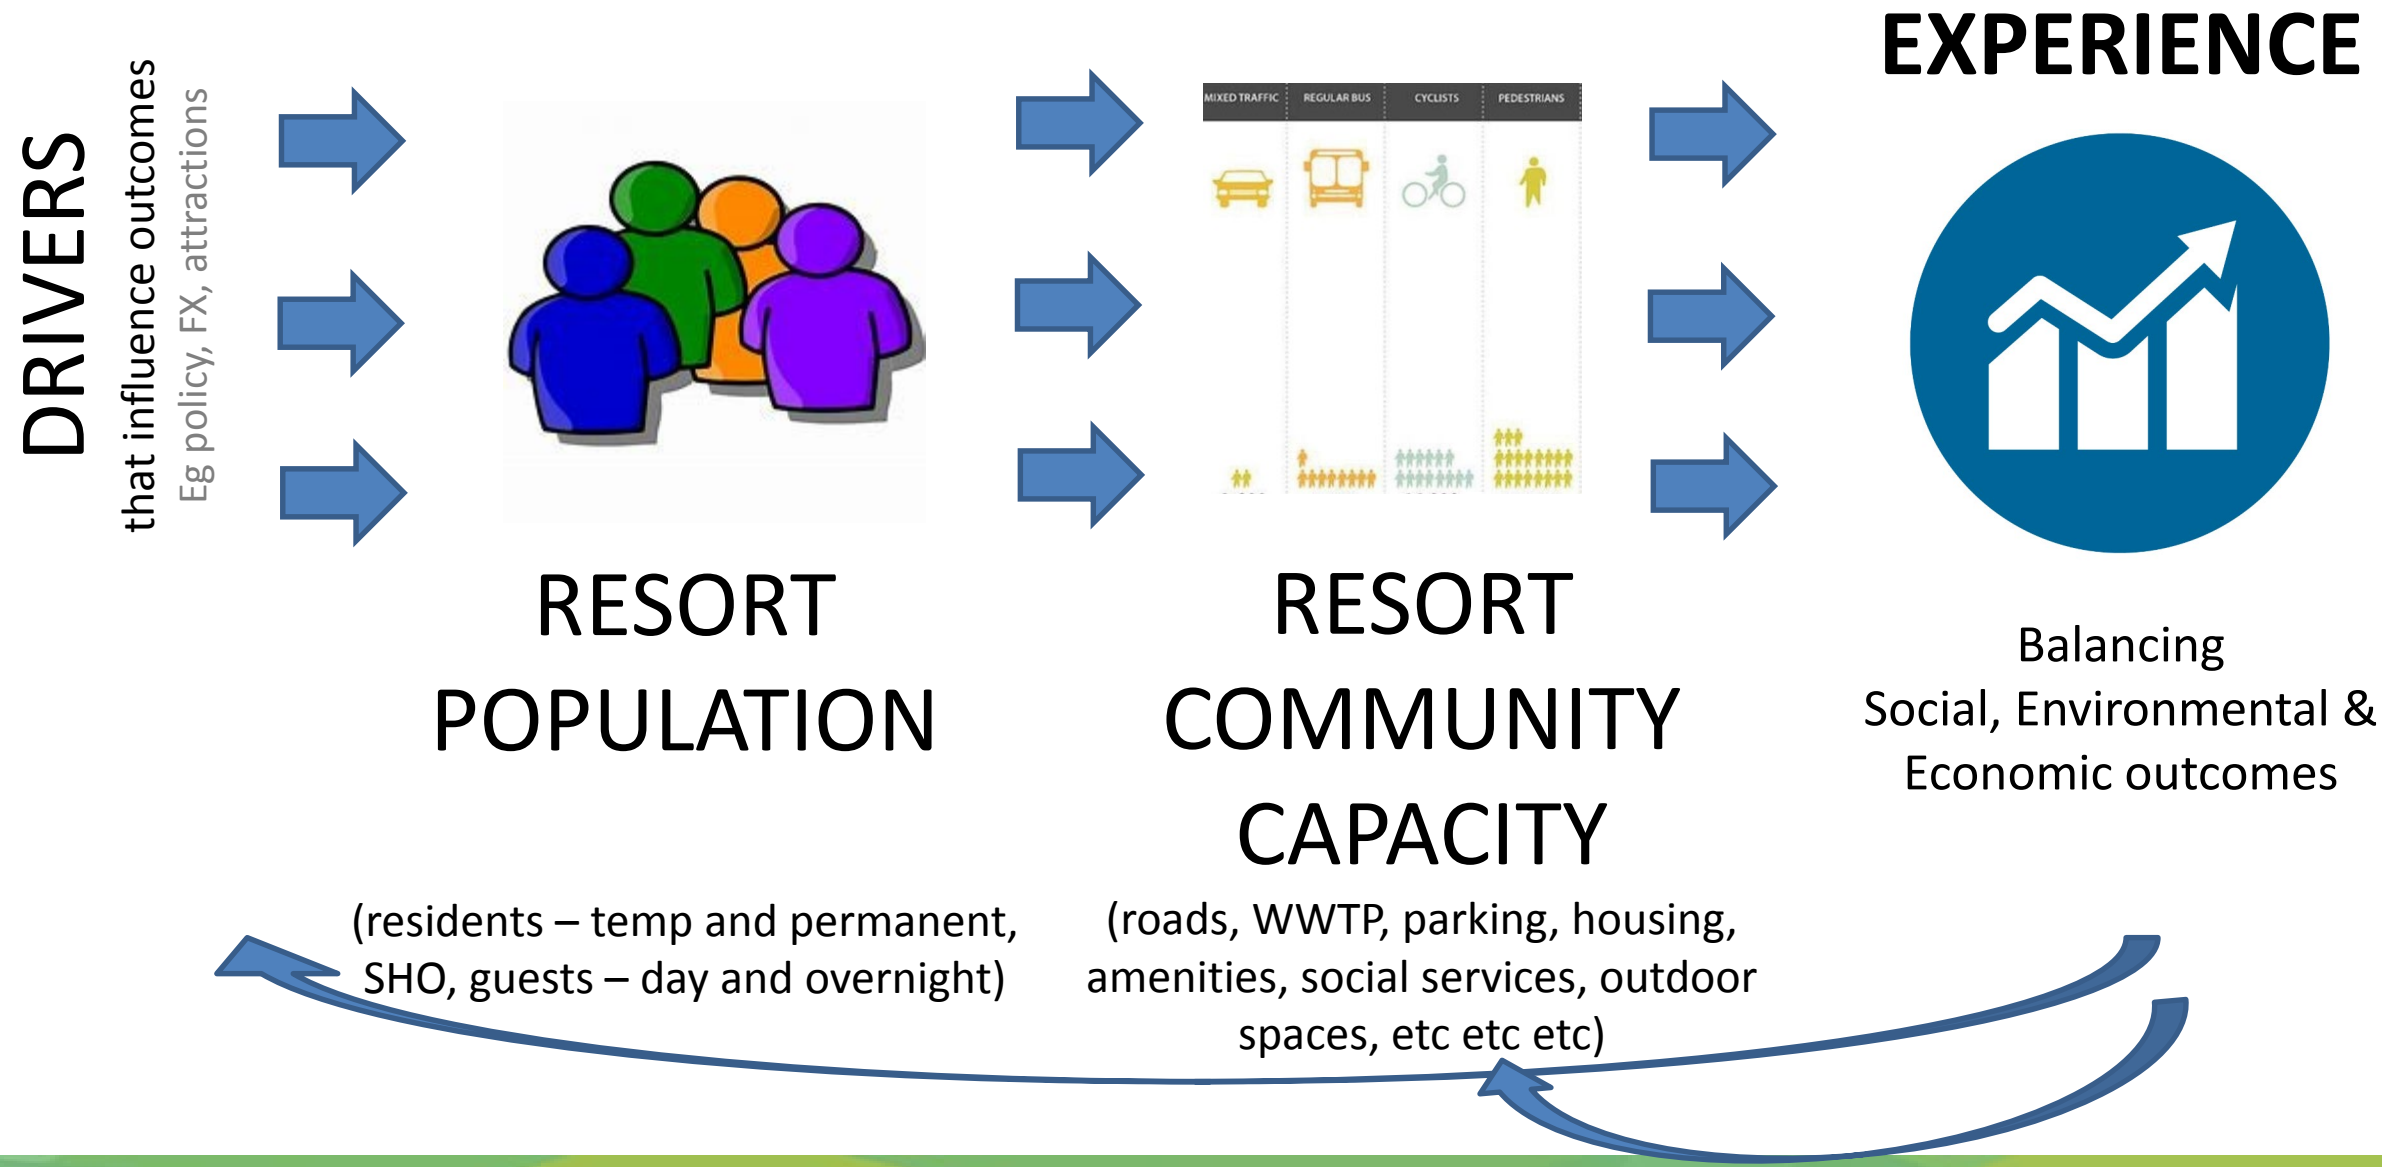 DRIVERS
that influence outcomes
Eg policy, FX, attractions
RESORT
POPULATION
(residents – temp and permanent,
SHO, guests – day and overnight)
MIXED TRAFFIC REGULAR BUS CYCLISTS PEDESTRIANS
RESORT
COMMUNITY
CAPACITY
(roads, WWTP, parking, housing,
amenities, social services, outdoor
spaces, etc etc etc)
EXPERIENCE
Balancing
Social, Environmental &
Economic outcomes